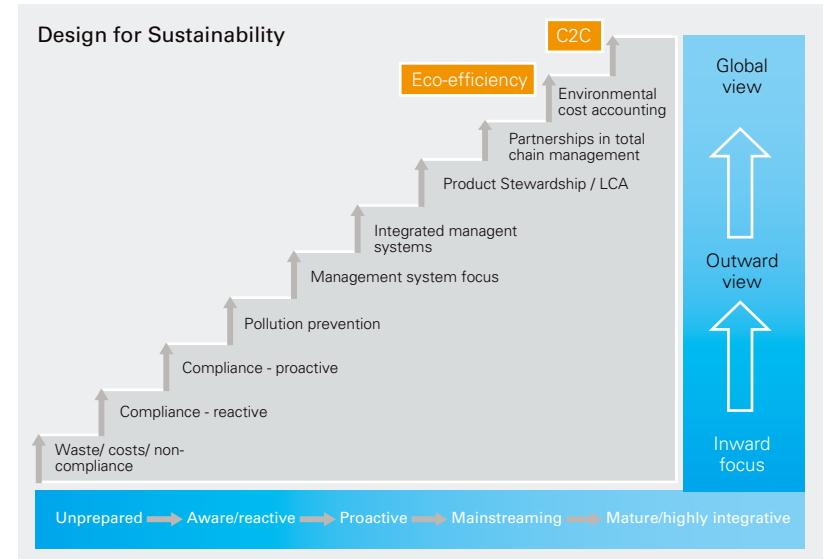 Design for Sustainability
C2C
Eco-efficiency
Environmental
cost accounting
Partnerships in total
chain management
Product Stewardship / LCA
Integrated managent
systems
Management system focus
Pollution prevention
Compliance - proactive
Compliance - reactive
Waste/ costs/ non-
compliance
Global
view
Outward
view
Inward
focus
Unprepared Aware/reactive Proactive Mainstreaming Mature/highly integrative